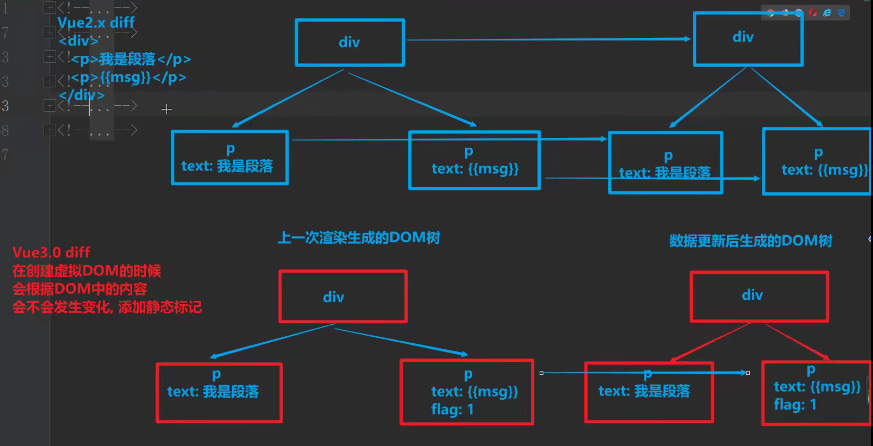 Vue2.x diff
<div>
<p>我是段落</p>
<p>{{msg}}</p>
</div>
div
div
p
text: 我是段落
p
text: {{msg}}
p
text: 我是段落
p
text: {{msg}}
上一次渲染生成的DOM树
数据更新后生成的DOM树
Vue3.0 diff
在创建虚拟DOM的时候
会根据DOM中的内容
会不会发生变化, 添加静态标记
div
div
p
text: 我是段落
p
text: {{msg}}
flag: 1
p
text: 我是段落
p
text: {{msg}}
flag: 1